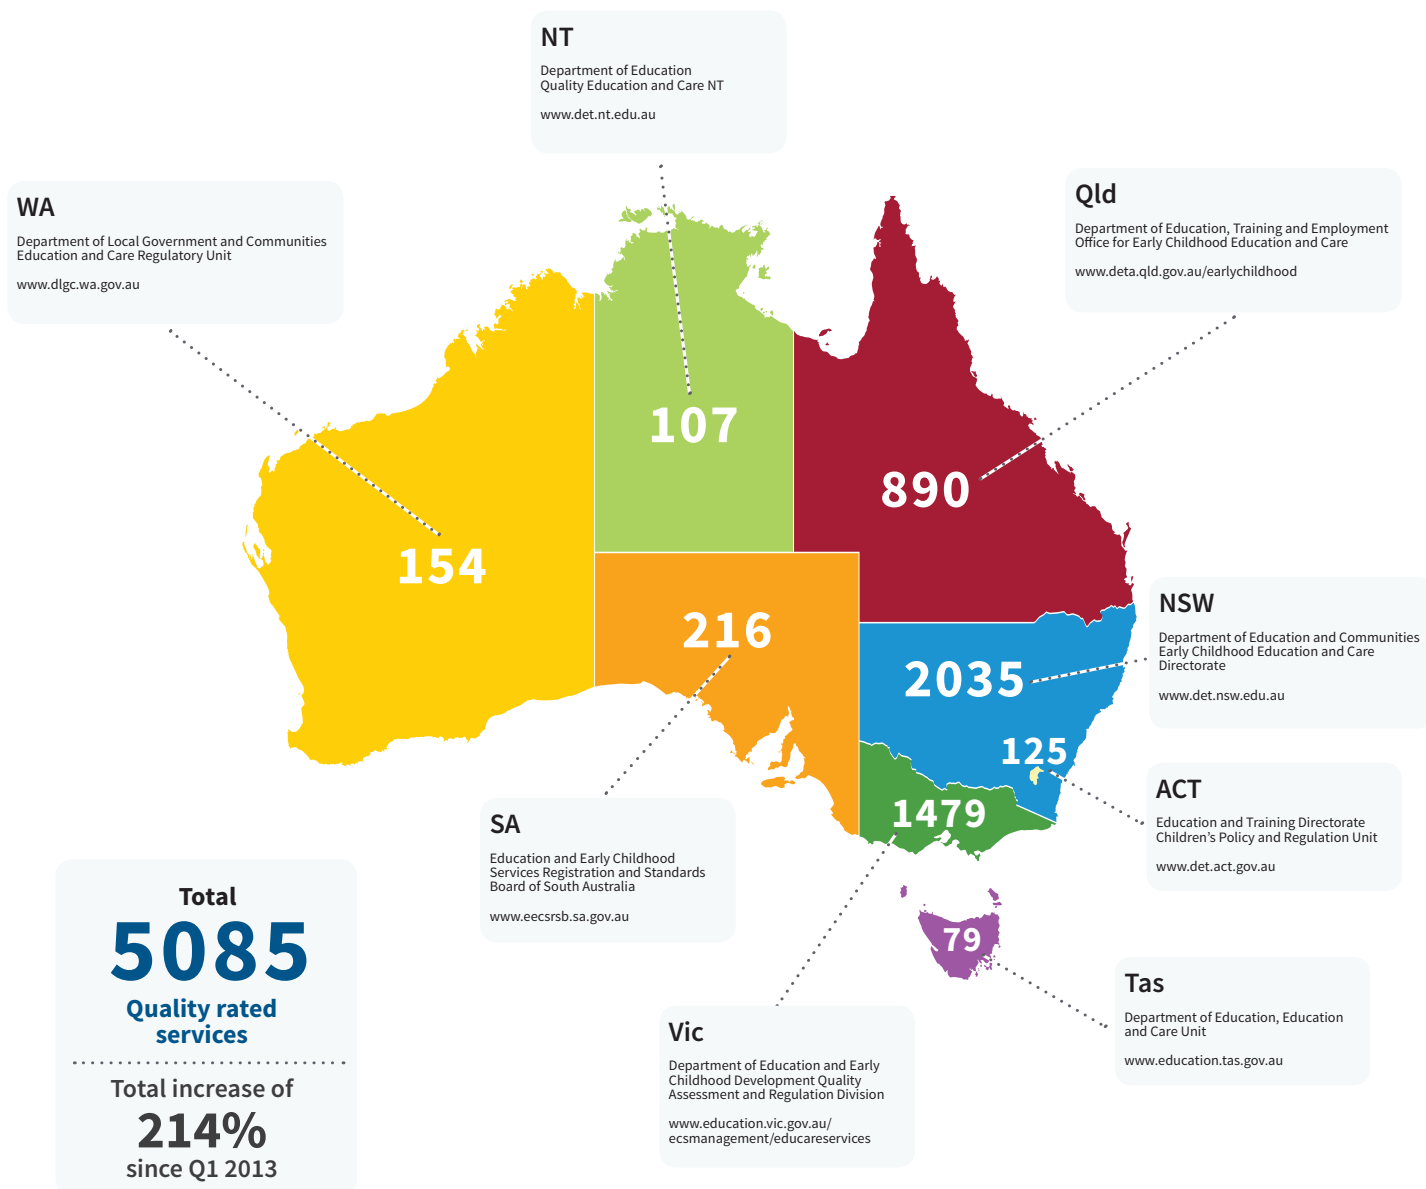 NT
Department of Education
Quality Education and Care NT
www.det.nt.edu.au
WA
Department of Local Government and Communities
Education and Care Regulatory Unit
www.dlgc.wa.gov.au
Qld
Department of Education, Training and Employment
Office for Early Childhood Education and Care
www.deta.qld.gov.au/earlychildhood
107
890
154
216
2035
125
1479
79
NSW
Department of Education and Communities
Early Childhood Education and Care
Directorate
www.det.nsw.edu.au
ACT
Education and Training Directorate
Children’s Policy and Regulation Unit
www.det.act.gov.au
SA
Education and Early Childhood
Services Registration and Standards
Board of South Australia
www.eecsrsb.sa.gov.au
Total
5085
Quality rated
services
Total increase of
214%
since Q1 2013
Vic
Department of Education and Early
Childhood Development Quality
Assessment and Regulation Division
www.education.vic.gov.au/
ecsmanagement/educareservices
Tas
Department of Education, Education
and Care Unit
www.education.tas.gov.au